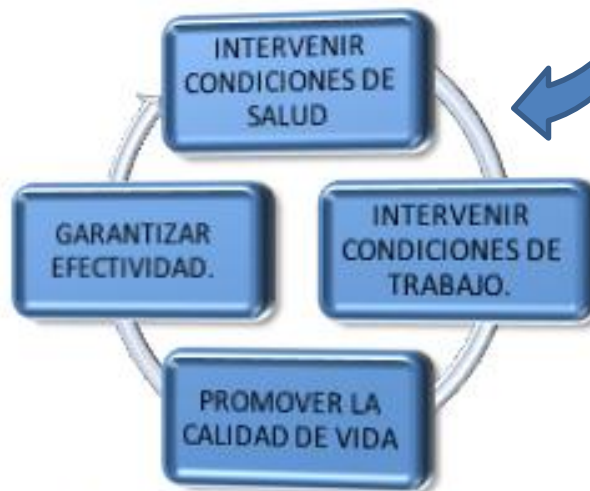 INTERVENIR
CONDICIONES DE
SALUD
INTERVENIR
CONDICIONES DE
TRABAJO.
PROMOVER LA
CALIDAD DE VIDA
GARANTIZAR
EFECTIVIDAD.